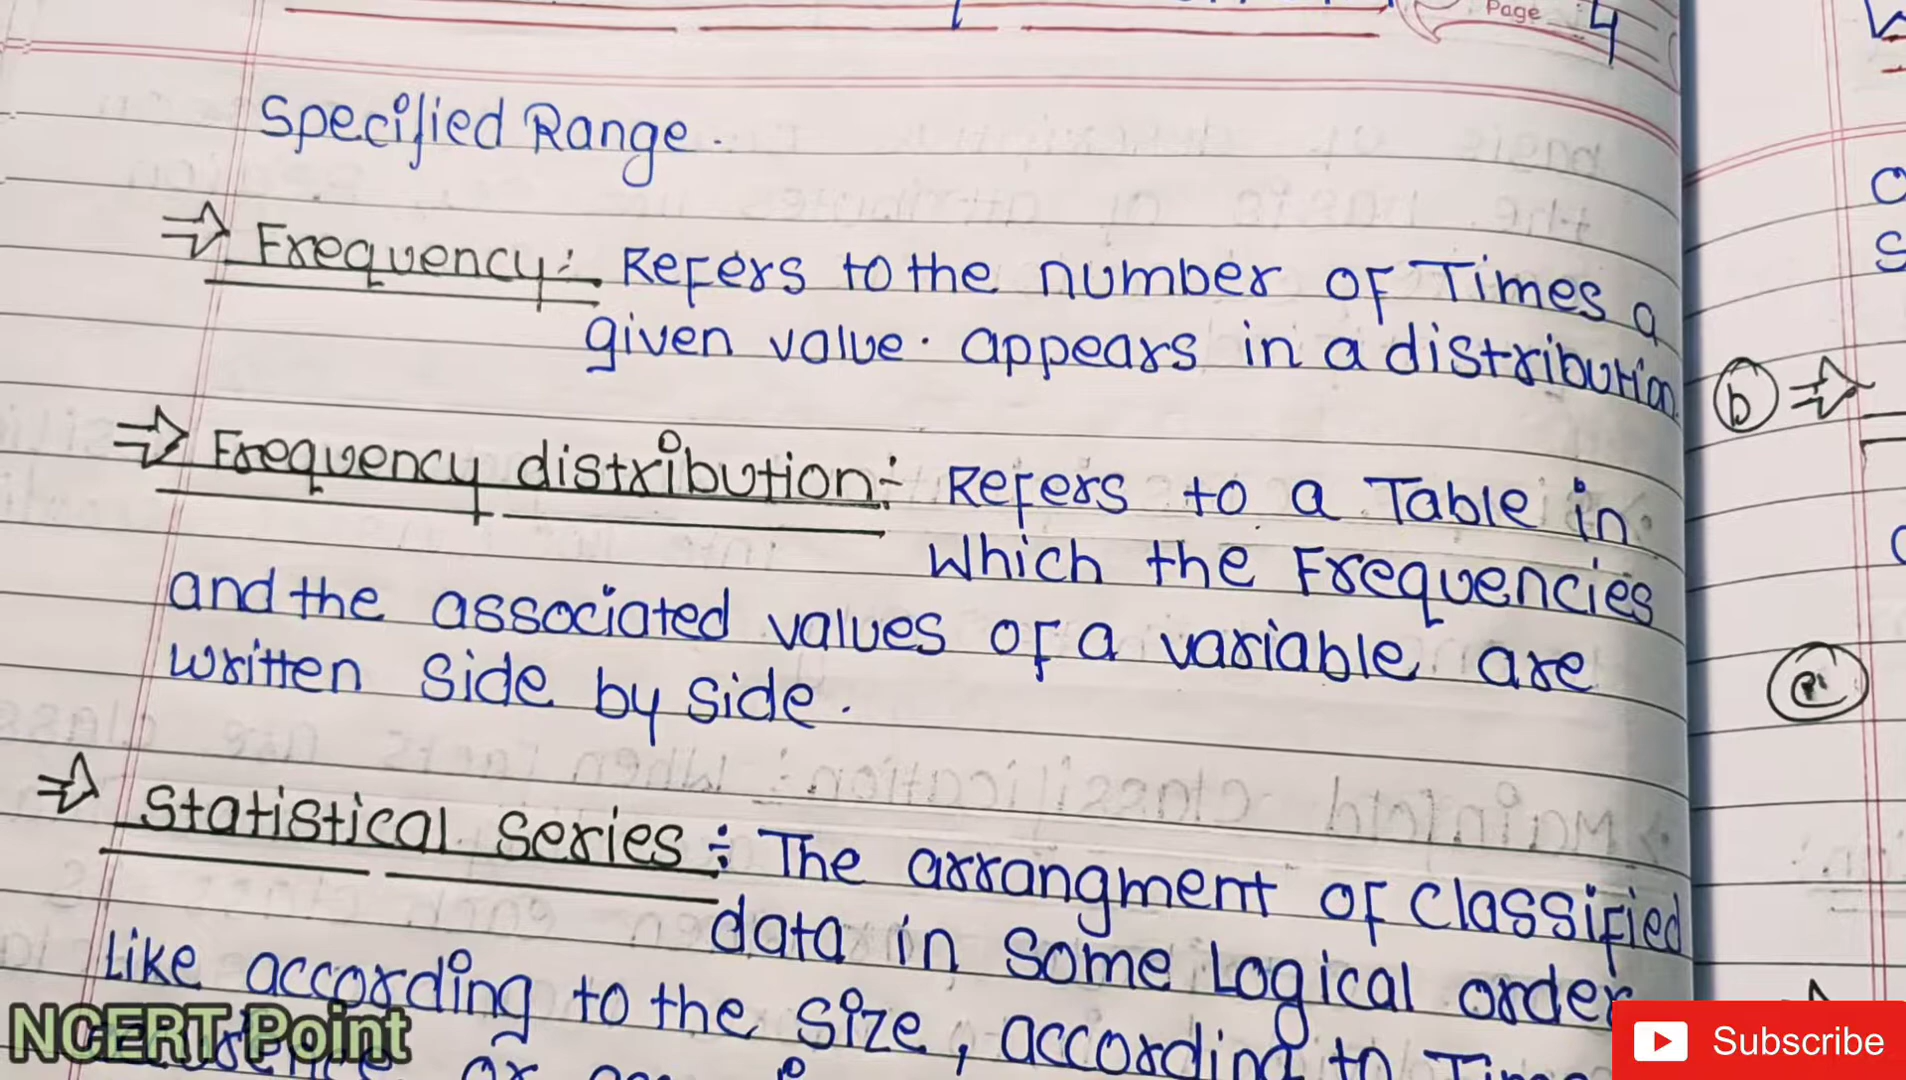 Page 4
Specified Range.
⇒ Frequency:- Refers to the number of Times a
given value. appears in a distribution
⇒ Frequency distribution:- Refers to a Table in
which the Frequencies
and the associated values of a variable are
written side by side.
⇒ Statistical series :- The arrangment of classified
data in some Logical order
Like according to the size, according to
NCERT Point
Subscribe
b ⇒